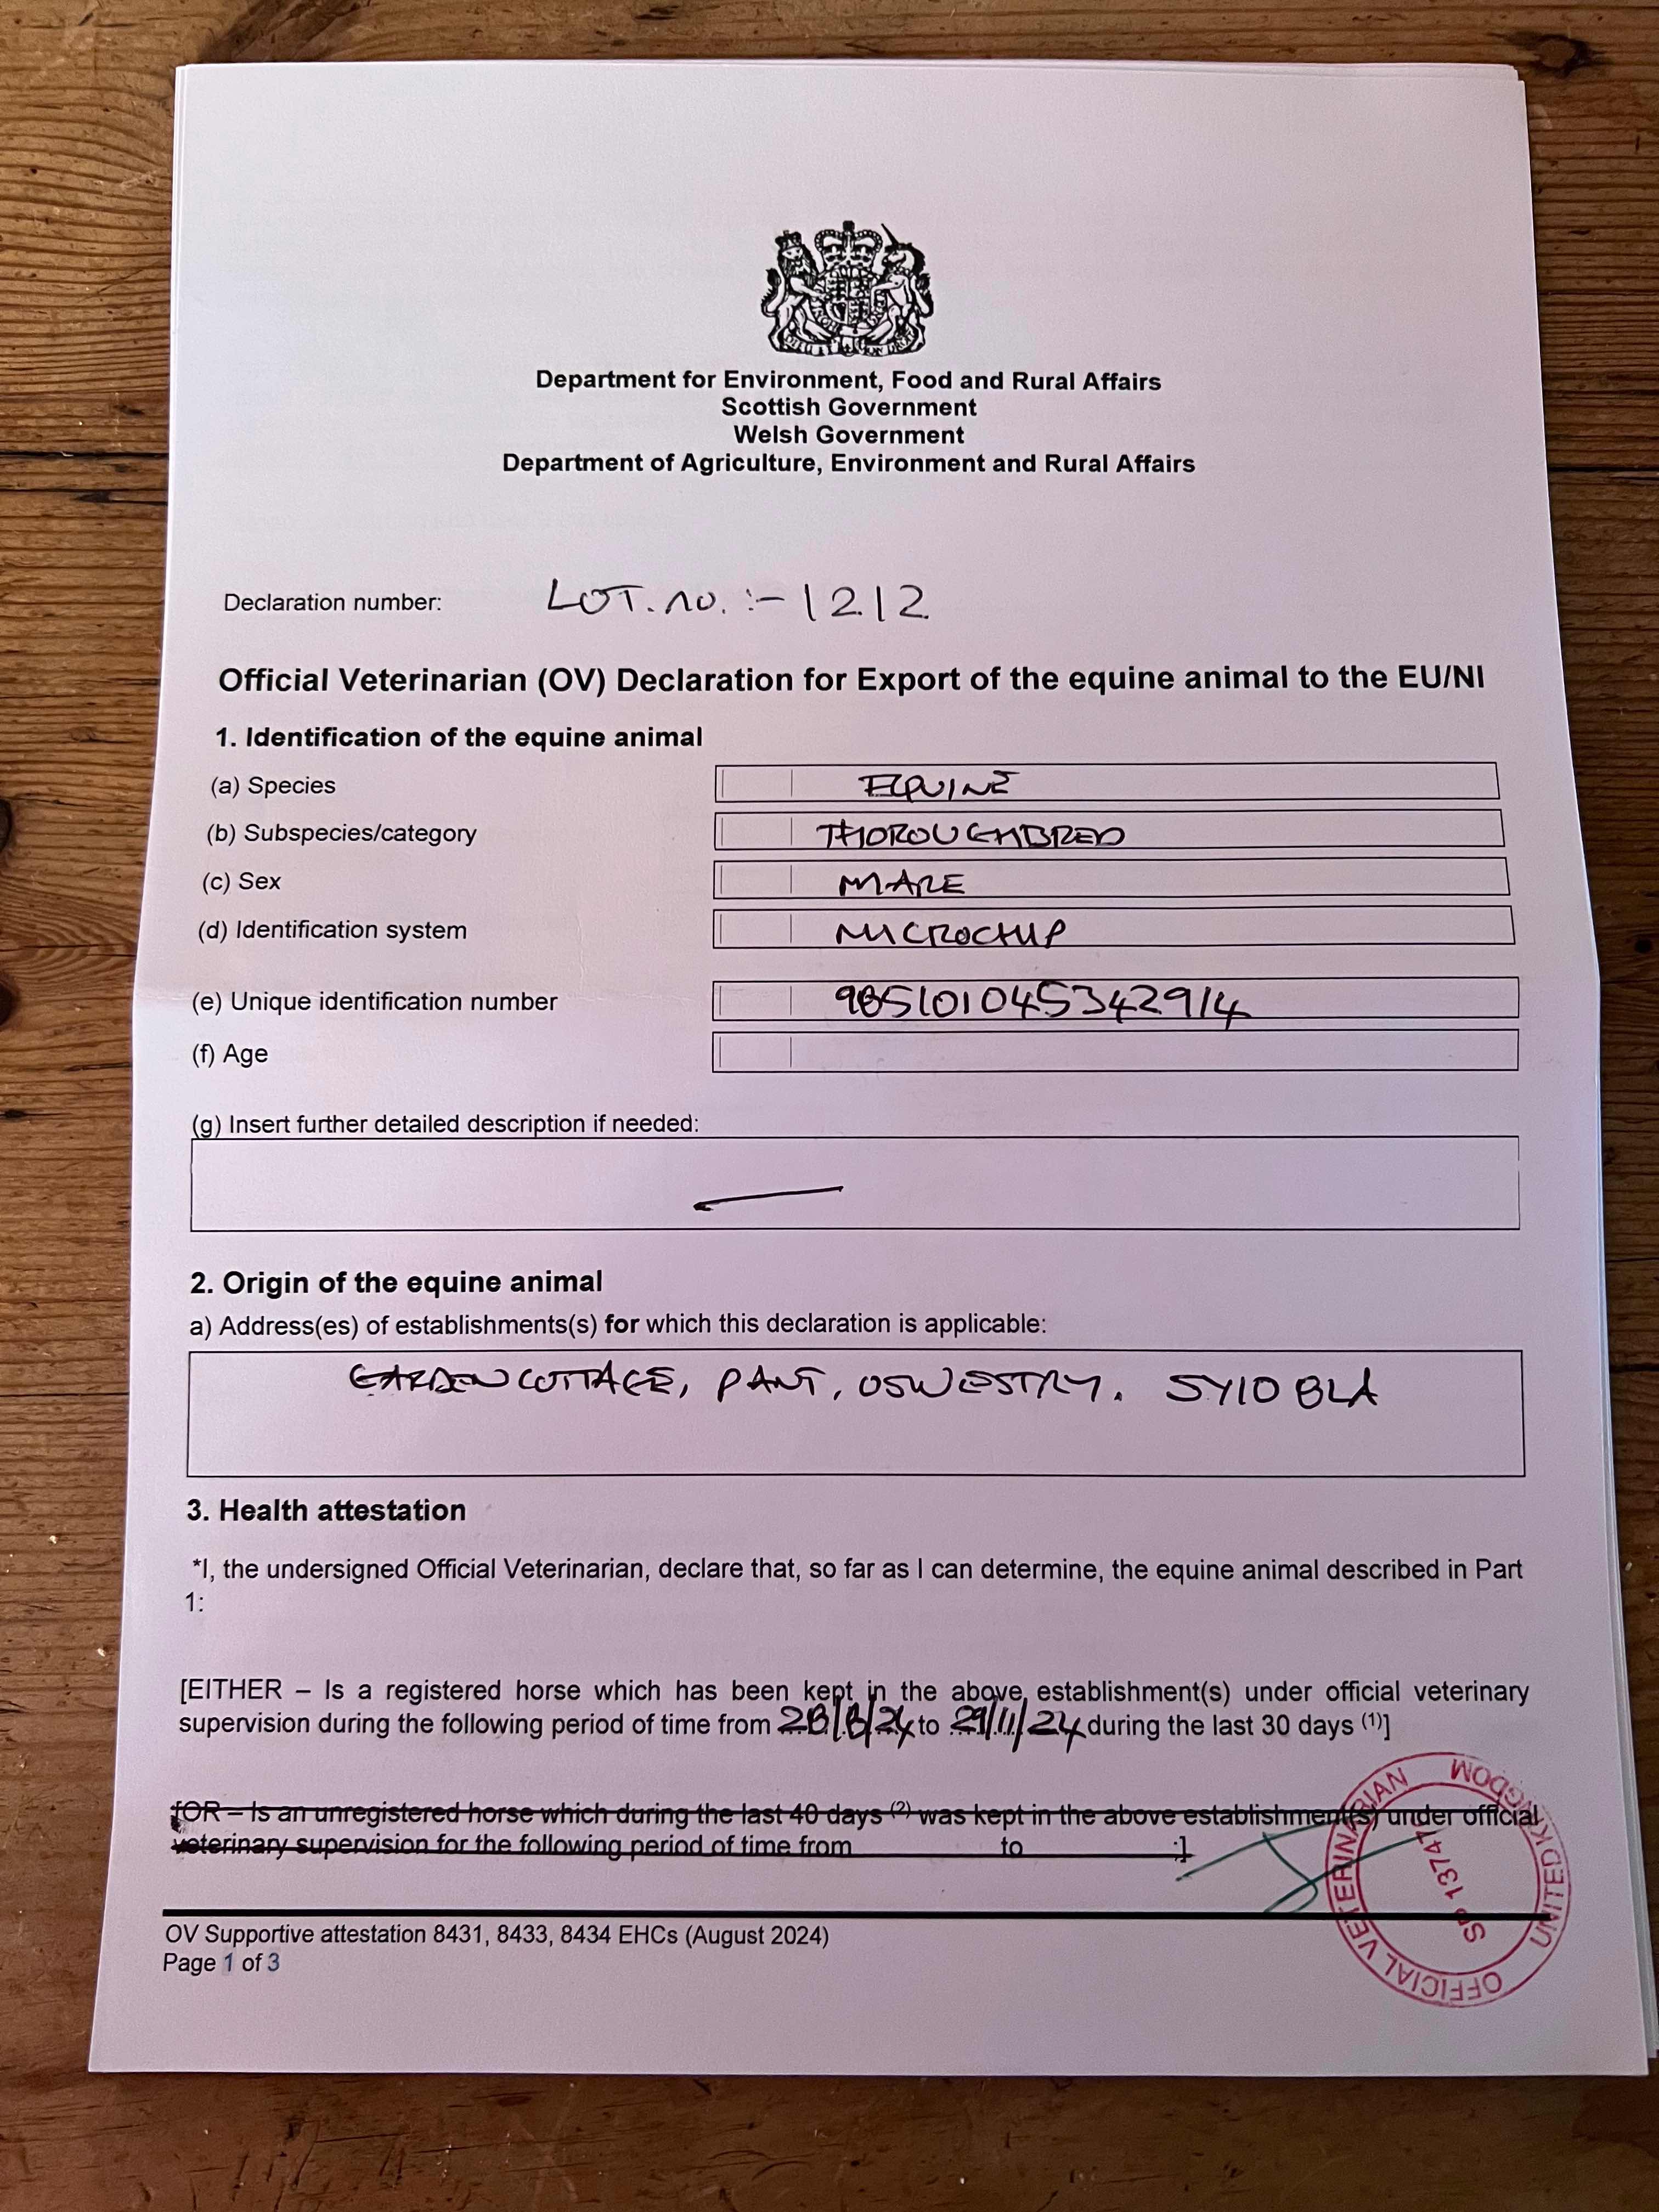 Department for Environment, Food and Rural Affairs
Scottish Government
Welsh Government
Department of Agriculture, Environment and Rural Affairs
Declaration number: LOT. no. :- 1212
Official Veterinarian (OV) Declaration for Export of the equine animal to the EU/NI
1. Identification of the equine animal
(a) Species EQUINE
(b) Subspecies/category THOROUGHBRED
(c) Sex MARE
(d) Identification system MICROCHIP
(e) Unique identification number 985101045342914
(f) Age
(g) Insert further detailed description if needed:
2. Origin of the equine animal
a) Address(es) of establishments(s) for which this declaration is applicable:
GARDEN COTTAGE, PANT, OSWESTRY. SY10 8LA
3. Health attestation
*I, the undersigned Official Veterinarian, declare that, so far as I can determine, the equine animal described in Part
1:
[EITHER – Is a registered horse which has been kept in the above establishment(s) under official veterinary
supervision during the following period of time from 28/8/24 to 29/11/24 during the last 30 days (1)]
[OR – Is an unregistered horse which during the last 40 days (2) was kept in the above establishment(s) under official
veterinary supervision for the following period of time from to :]
OFFICIAL VETERINARIAN UNITED KINGDOM
SP 13747
OV Supportive attestation 8431, 8433, 8434 EHCs (August 2024)
Page 1 of 3